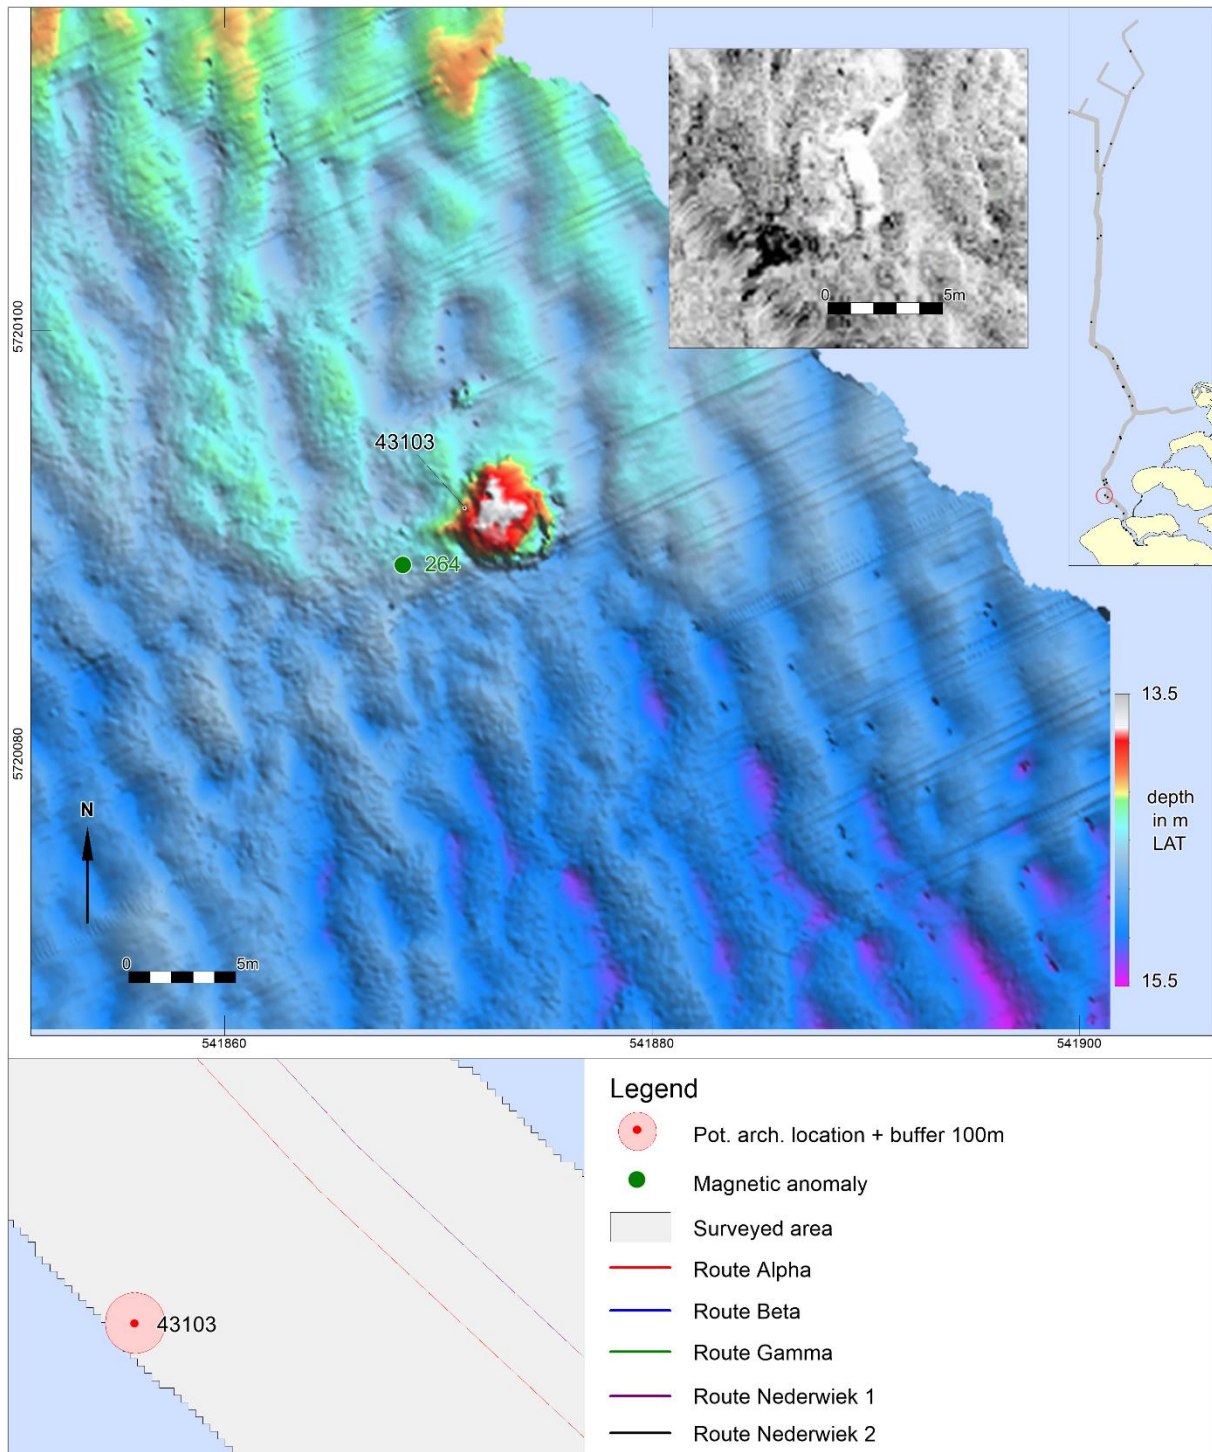 0 5m
5720100
43103
264
13.5
5720080
depth
in m
LAT
N
0 5m
15.5
541860 541880 541900
Legend
Pot. arch. location + buffer 100m
Magnetic anomaly
Surveyed area
Route Alpha
43103
Route Beta
Route Gamma
Route Nederwiek 1
Route Nederwiek 2